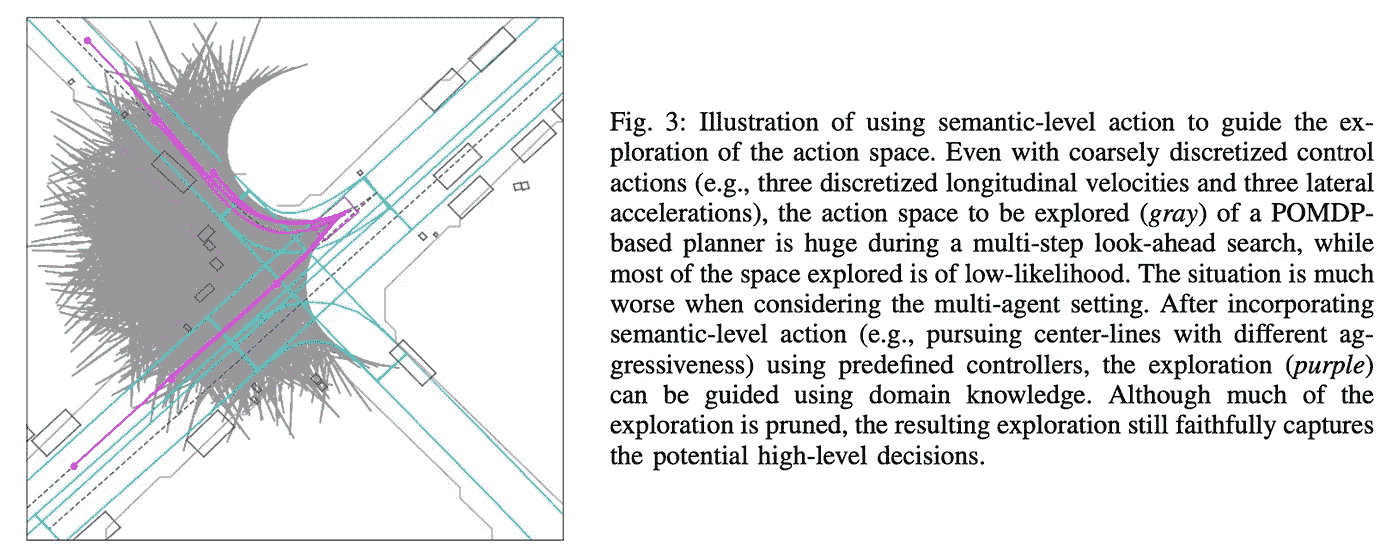 Fig. 3: Illustration of using semantic-level action to guide the ex-
ploration of the action space. Even with coarsely discretized control
actions (e.g., three discretized longitudinal velocities and three lateral
accelerations), the action space to be explored (gray) of a POMDP-
based planner is huge during a multi-step look-ahead search, while
most of the space explored is of low-likelihood. The situation is much
worse when considering the multi-agent setting. After incorporating
semantic-level action (e.g., pursuing center-lines with different ag-
gressiveness) using predefined controllers, the exploration (purple)
can be guided using domain knowledge. Although much of the
exploration is pruned, the resulting exploration still faithfully captures
the potential high-level decisions.